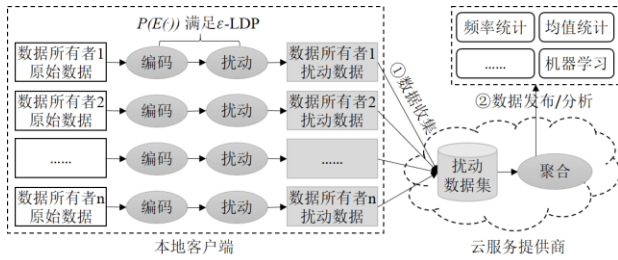 P(E()) 满足ε-LDP
数据所有者1
原始数据
编码
扰动
数据所有者1
扰动数据
数据所有者2
原始数据
编码
扰动
数据所有者2
扰动数据
......
编码
扰动
......
数据所有者n
原始数据
编码
扰动
数据所有者n
扰动数据
本地客户端
①数据收集
频率统计
均值统计
......
机器学习
②数据发布/分析
扰动
数据集
聚合
云服务提供商